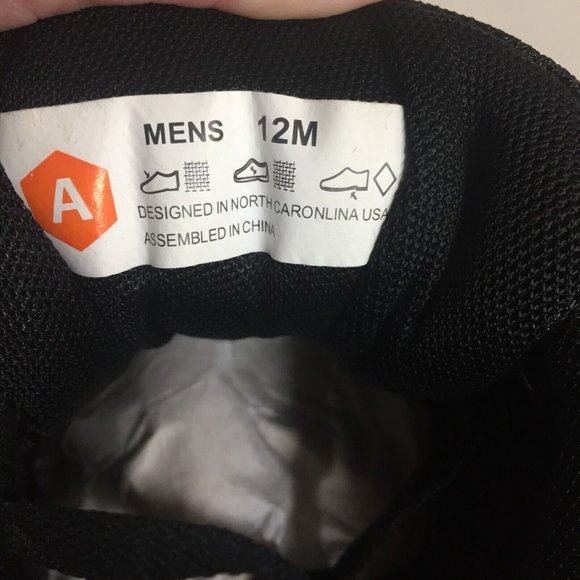 MENS 12M
A
DESIGNED IN NORTH CARONLINA USA
ASSEMBLED IN CHINA